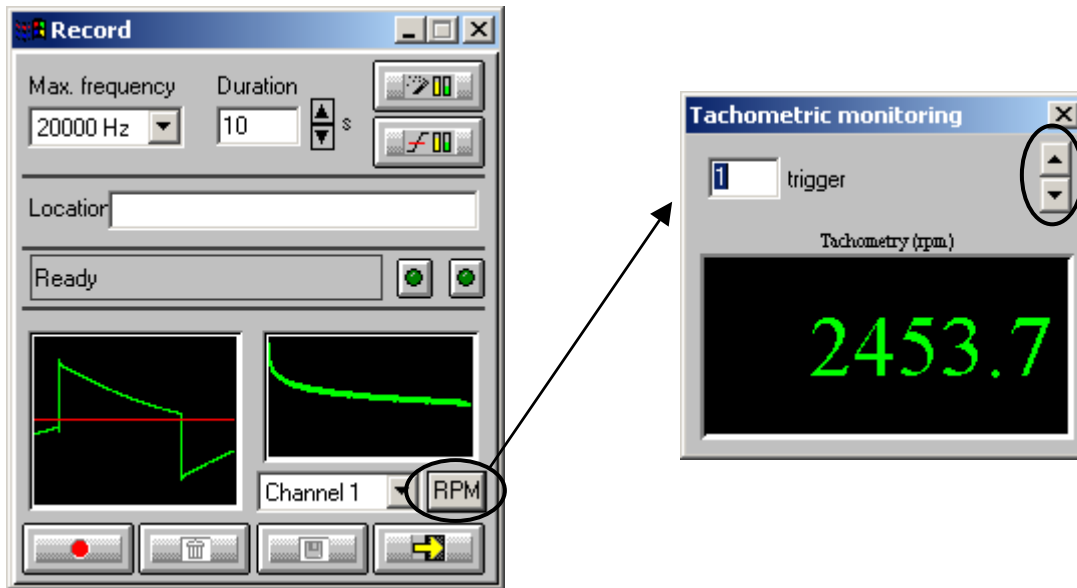 Record
Max. frequency
Duration
20000 Hz
10
s
Location
Ready
Channel 1
RPM
Tachometric monitoring
1
trigger
Tachometry (rpm)
2453.7